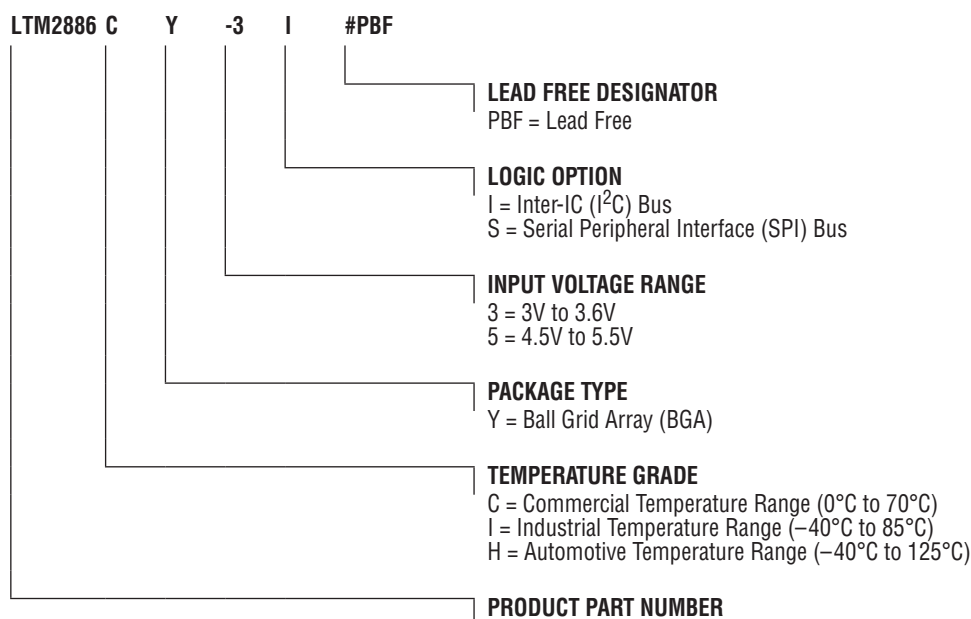 LTM2886 C Y -3 I #PBF
LEAD FREE DESIGNATOR
PBF = Lead Free
LOGIC OPTION
I = Inter-IC (I²C) Bus
S = Serial Peripheral Interface (SPI) Bus
INPUT VOLTAGE RANGE
3 = 3V to 3.6V
5 = 4.5V to 5.5V
PACKAGE TYPE
Y = Ball Grid Array (BGA)
TEMPERATURE GRADE
C = Commercial Temperature Range (0°C to 70°C)
I = Industrial Temperature Range (–40°C to 85°C)
H = Automotive Temperature Range (–40°C to 125°C)
PRODUCT PART NUMBER